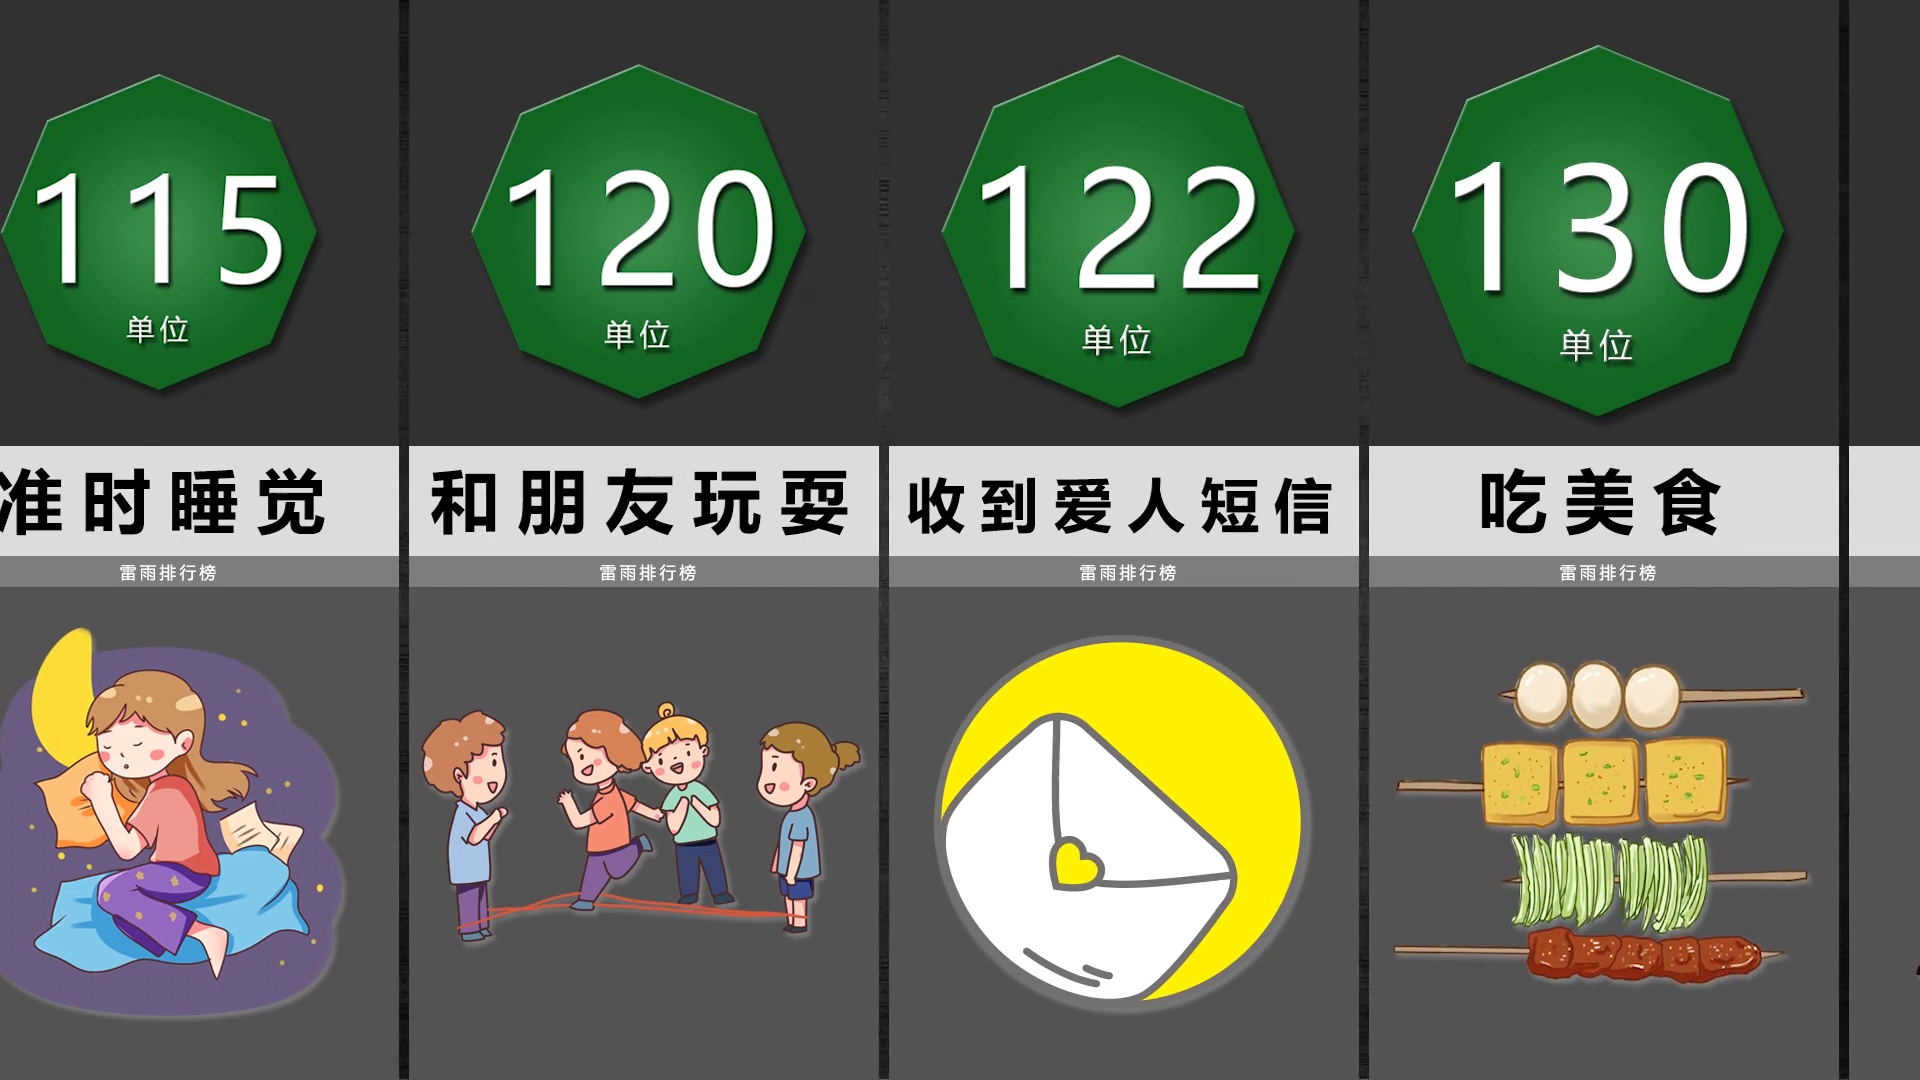 115
单位
准时睡觉
雷雨排行榜
120
单位
和朋友玩耍
雷雨排行榜
122
单位
收到爱人短信
雷雨排行榜
130
单位
吃美食
雷雨排行榜